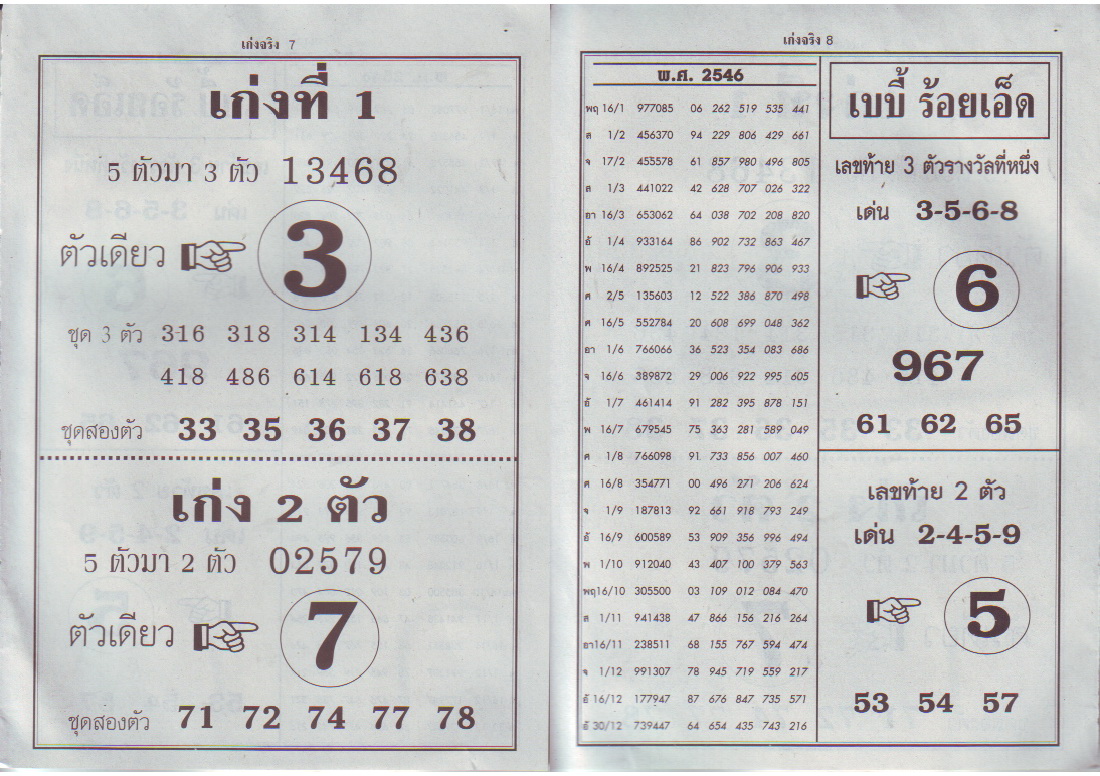 เก่งจริง 7
เก่งที่ 1
5 ตัวมา 3 ตัว 13468
ตัวเดียว 3
ชุด 3 ตัว 316 318 314 134 436
418 486 614 618 638
ชุดสองตัว 33 35 36 37 38
เก่ง 2 ตัว
5 ตัวมา 2 ตัว 02579
ตัวเดียว 7
ชุดสองตัว 71 72 74 77 78
เก่งจริง 8
พ.ศ. 2546
พฤ 16/1 977085 06 262 519 535 441
ส 1/2 456370 94 229 806 429 661
จ 17/2 455578 61 857 980 496 805
ส 1/3 441022 42 628 707 026 322
อา 16/3 653062 64 038 702 208 820
อั 1/4 933164 86 902 732 863 467
พ 16/4 892525 21 823 796 906 933
ศ 2/5 135603 12 522 386 870 498
ศ 16/5 552784 20 608 699 048 362
อา 1/6 766066 36 523 354 083 686
จ 16/6 389872 29 006 922 995 605
อั 1/7 461414 91 282 395 878 151
พ 16/7 679545 75 363 281 589 049
ศ 1/8 766098 91 733 856 007 460
ศ 16/8 354771 00 496 271 206 624
จ 1/9 187813 92 661 918 793 249
อั 16/9 600589 53 909 356 996 494
พ 1/10 912040 43 407 100 379 563
พฤ16/10 305500 03 109 012 084 470
ส 1/11 941438 47 866 156 216 264
อา16/11 238511 68 155 767 594 474
จ 1/12 991307 78 945 719 559 217
อั 16/12 177947 87 676 847 735 571
อั 30/12 739447 64 654 435 743 216
เบบี้ ร้อยเอ็ด
เลขท้าย 3 ตัวรางวัลที่หนึ่ง
เด่น 3-5-6-8
6
967
61 62 65
เลขท้าย 2 ตัว
เด่น 2-4-5-9
5
53 54 57